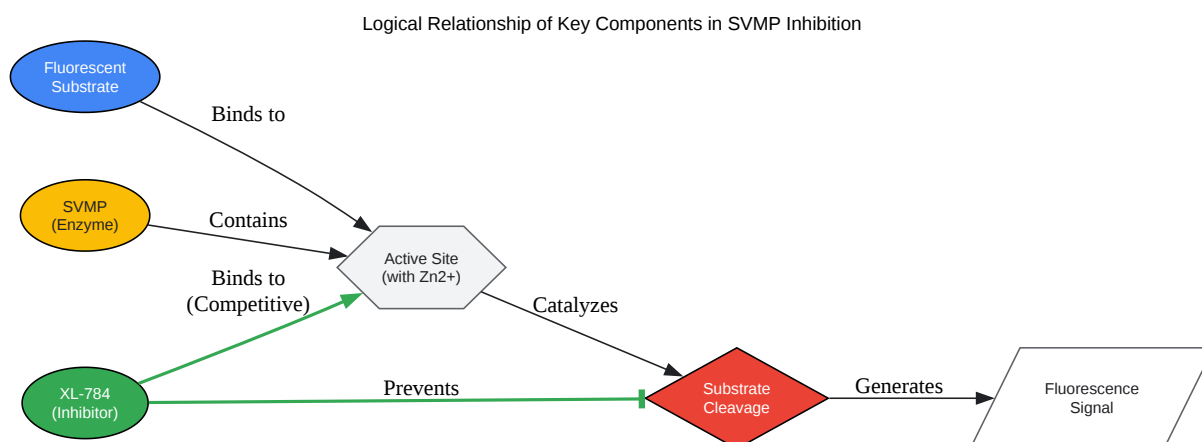 Logical Relationship of Key Components in SVMP Inhibition
Fluorescent
Substrate
Binds to
SVMP
(Enzyme)
Contains
Active Site
(with Zn2+)
Binds to
(Competitive)
Catalyzes
XL-784
(Inhibitor)
Prevents
Substrate
Cleavage
Generates
Fluorescence
Signal